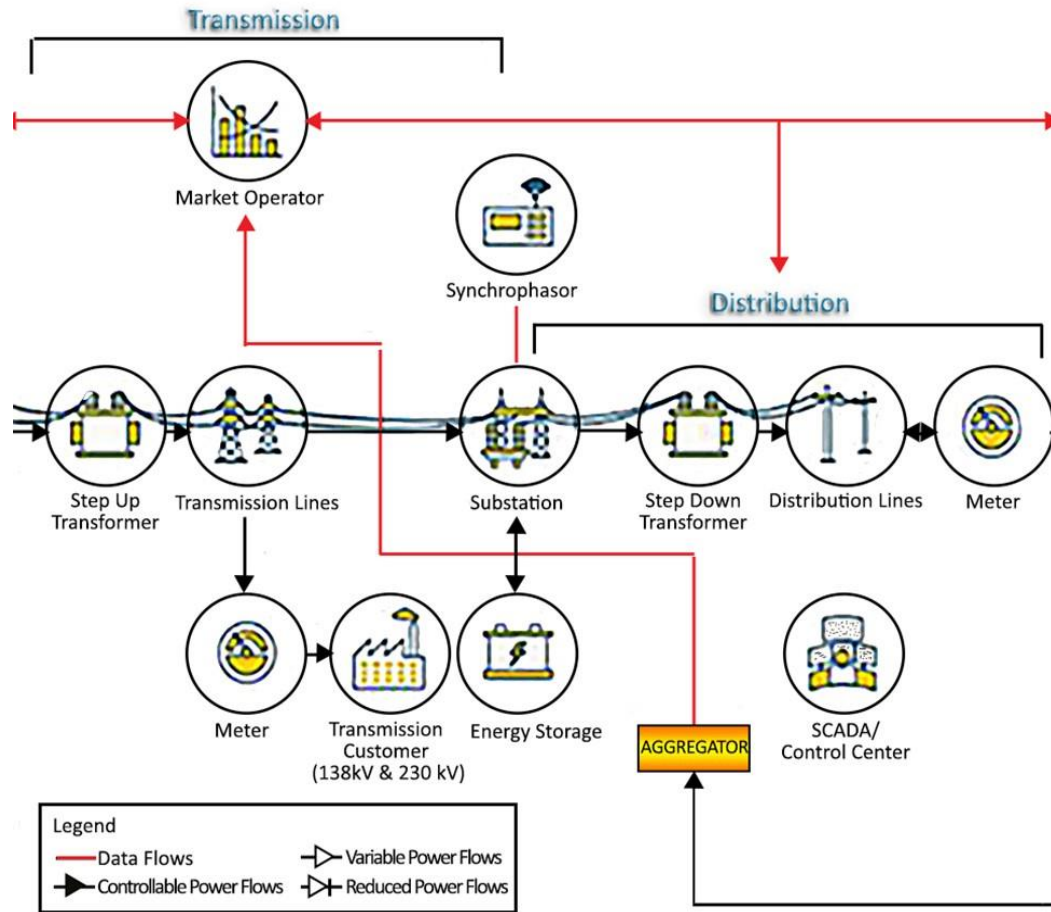 Transmission
Market Operator
Synchrophasor
Distribution
Step Up
Transformer
Transmission Lines
Substation
Step Down
Transformer
Distribution Lines
Meter
Meter
Transmission
Customer
(138kV & 230 kV)
Energy Storage
AGGREGATOR
SCADA/
Control Center
Legend
Data Flows
Variable Power Flows
Controllable Power Flows
Reduced Power Flows